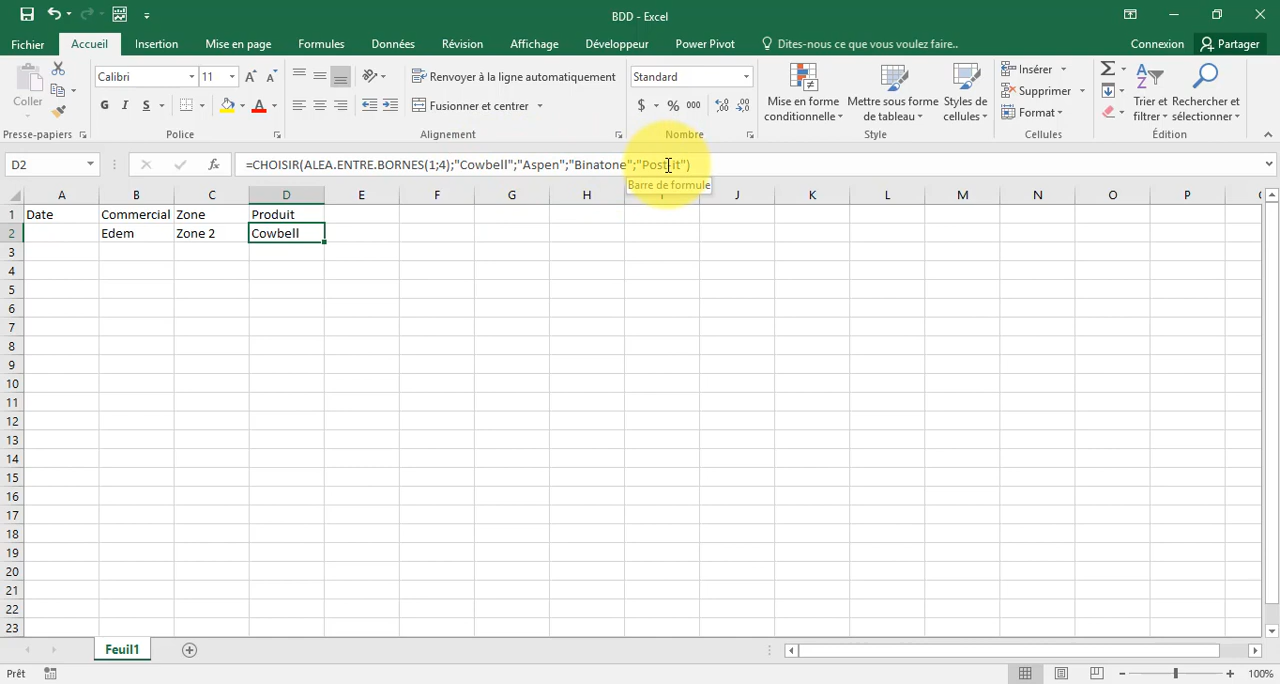 BDD - Excel
Fichier Accueil Insertion Mise en page Formules Données Révision Affichage Développeur Power Pivot Dites-nous ce que vous voulez faire.. Connexion Partager
Coller
Presse-papiers
Calibri 11
G I S
Police
Renvoyer à la ligne automatiquement
Fusionner et centrer
Alignement
Standard
$ % 000
Nombre
Mise en forme
conditionnelle
Mettre sous forme
de tableau
Styles de
cellules
Style
Insérer
Supprimer
Format
Cellules
Trier et
filtrer
Rechercher et
sélectionner
Édition
D2 fx =CHOISIR(ALEA.ENTRE.BORNES(1;4);"Cowbell";"Aspen";"Binatone";"Post it")
Barre de formule
A B C D E F G H I J K L M N O P
1 Date Commercial Zone Produit
2 Edem Zone 2 Cowbell
3
4
5
6
7
8
9
10
11
12
13
14
15
16
17
18
19
20
21
22
23
Feuil1
Prêt 100%